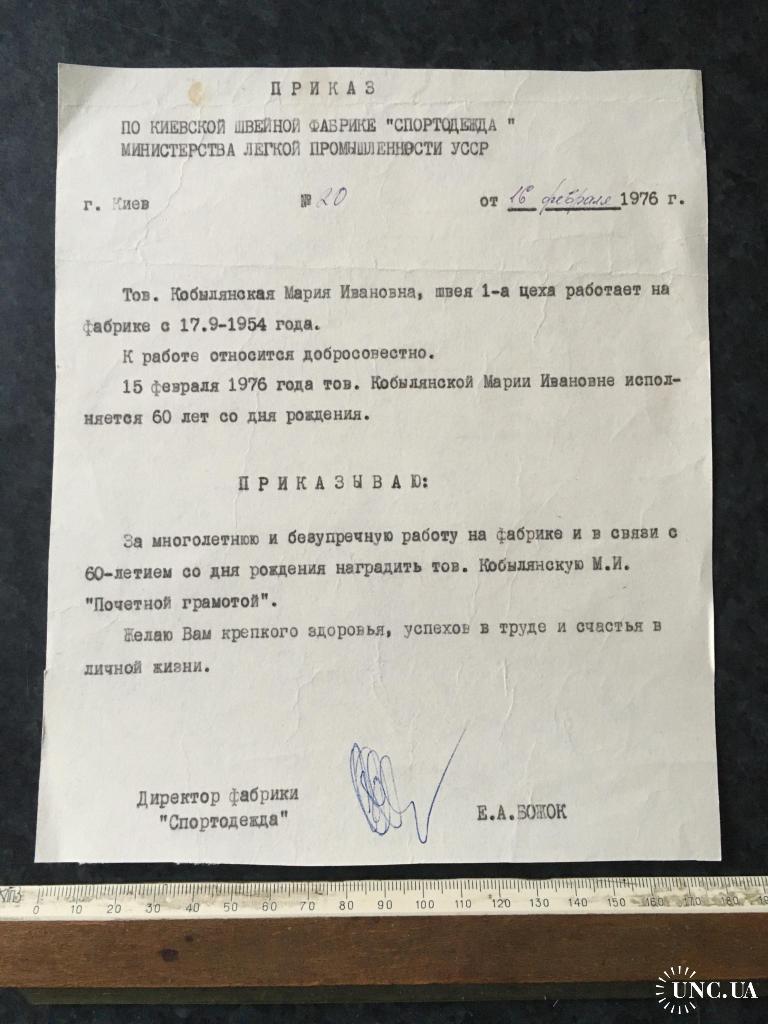 П Р И К А З
ПО КИЕВСКОЙ ШВЕЙНОЙ ФАБРИКЕ "СПОРТОДЕЖДА "
МИНИСТЕРСТВА ЛЕГКОЙ ПРОМЫШЛЕННОСТИ УССР
г. Киев № 20 от 16 февраля 1976 г.
Тов. Кобылянская Мария Ивановна, швея 1-а цеха работает на
фабрике с 17.9-1954 года.
К работе относится добросовестно.
15 февраля 1976 года тов. Кобылянской Марии Ивановне испол-
няется 60 лет со дня рождения.
П Р И К А З Ы В А Ю:
За многолетнюю и безупречную работу на фабрике и в связи с
60-летием со дня рождения наградить тов. Кобылянскую М.И.
"Почетной грамотой".
Желаю Вам крепкого здоровья, успехов в труде и счастья в
личной жизни.
Директор фабрики
"Спортодежда"
Е.А.БОЖОК
0 10 20 30 40 50 60 70 80 90 100 110 120 130 140 150 160 170 180
UNC.UA